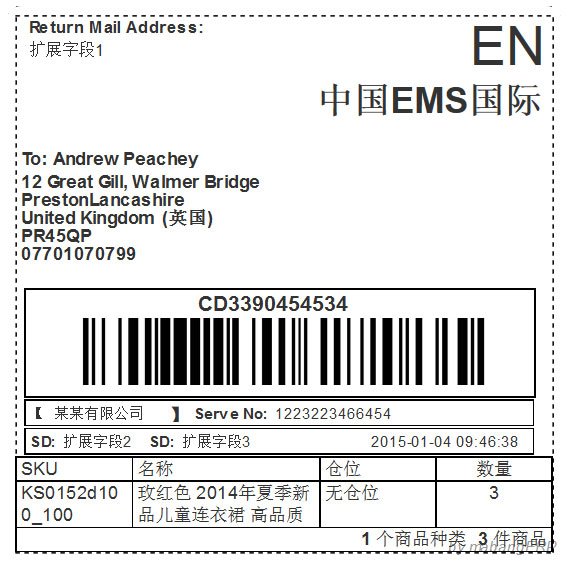 Return Mail Address:
扩展字段1
EN
中国EMS国际
To: Andrew Peachey
12 Great Gill, Walmer Bridge
PrestonLancashire
United Kingdom (英国)
PR45QP
07701070799
CD3390454534
【 某某有限公司 】 Serve No: 1223223466454
SD: 扩展字段2 SD: 扩展字段3 2015-01-04 09:46:38
SKU 名称 仓位 数量
KS0152d10 玫红色 2014年夏季新 无仓位 3
0_100 品儿童连衣裙 高品质
1 个商品种类 3 件商品
by mabangERP